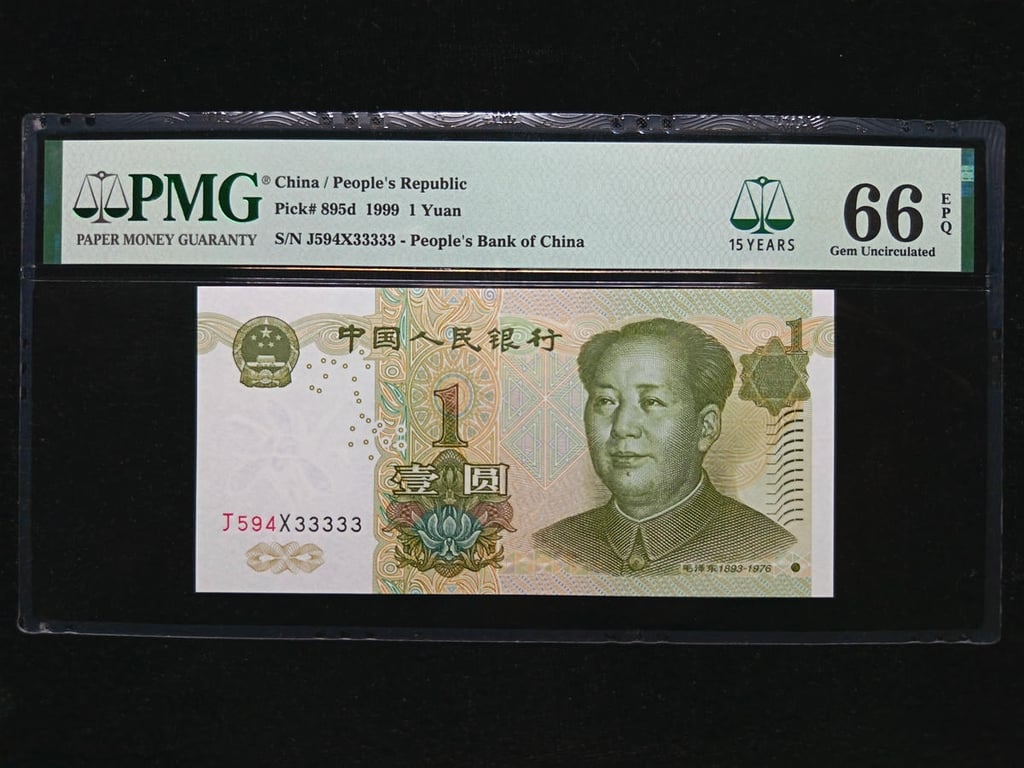 PMG®
PAPER MONEY GUARANTY
China / People's Republic
Pick# 895d 1999 1 Yuan
S/N J594X33333 - People's Bank of China
15 YEARS
66
EPQ
Gem Uncirculated
中国人民银行
1
1
壹圆
J594X33333
毛泽东1893-1976